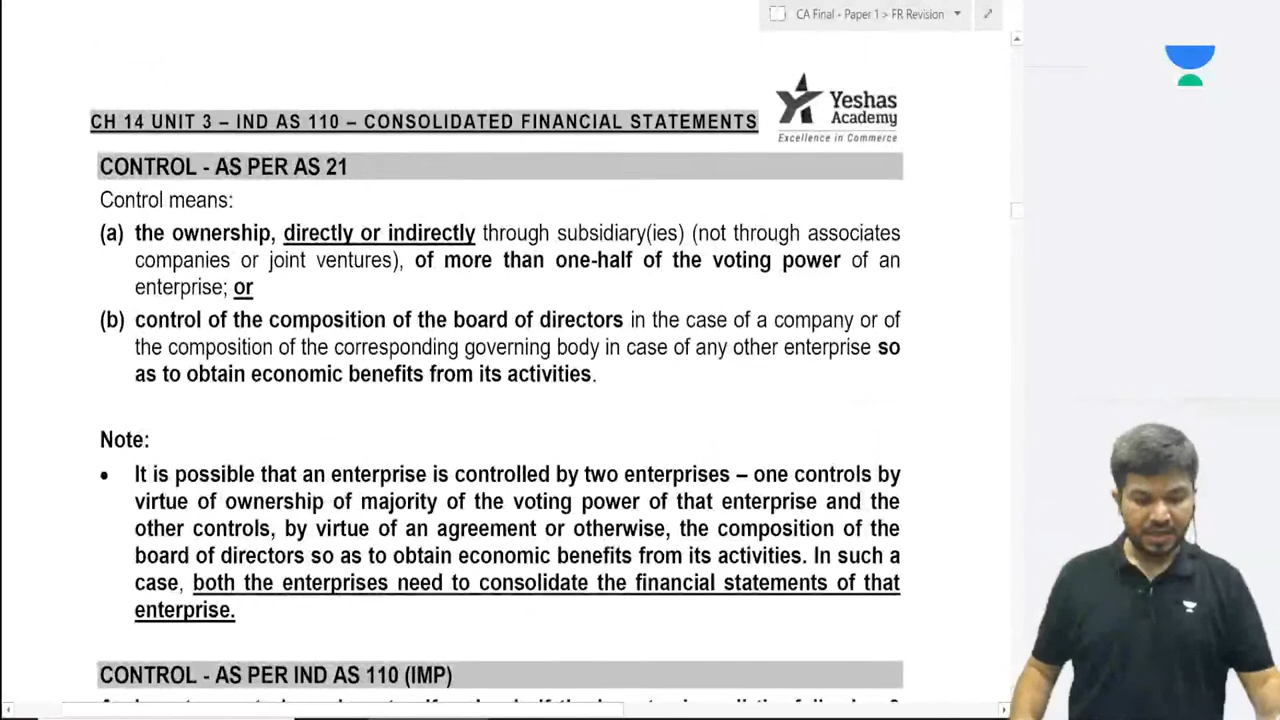 CA Final - Paper 1 > FR Revision
Yeshas
Academy
Excellence in Commerce
CH 14 UNIT 3 – IND AS 110 – CONSOLIDATED FINANCIAL STATEMENTS
CONTROL - AS PER AS 21
Control means:
(a) the ownership, directly or indirectly through subsidiary(ies) (not through associates
companies or joint ventures), of more than one-half of the voting power of an
enterprise; or
(b) control of the composition of the board of directors in the case of a company or of
the composition of the corresponding governing body in case of any other enterprise so
as to obtain economic benefits from its activities.
Note:
• It is possible that an enterprise is controlled by two enterprises – one controls by
virtue of ownership of majority of the voting power of that enterprise and the
other controls, by virtue of an agreement or otherwise, the composition of the
board of directors so as to obtain economic benefits from its activities. In such a
case, both the enterprises need to consolidate the financial statements of that
enterprise.
CONTROL - AS PER IND AS 110 (IMP)